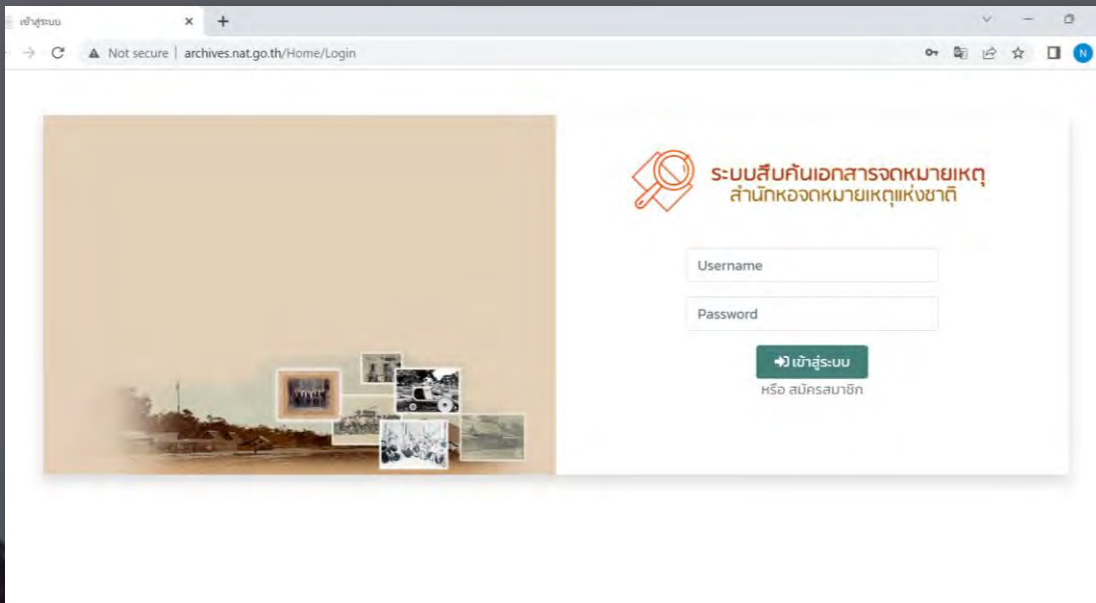 เข้าสู่ระบบ
Not secure | archives.nat.go.th/Home/Login
N
ระบบสืบค้นเอกสารจดหมายเหตุ
สำนักหอจดหมายเหตุแห่งชาติ
Username
Password
เข้าสู่ระบบ
หรือ สมัครสมาชิก